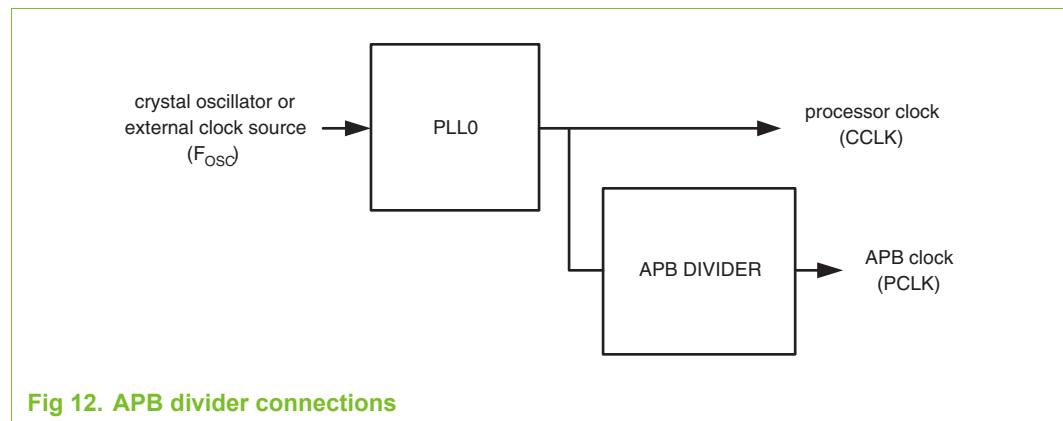 crystal oscillator or
external clock source
(FOSC)
PLL0
processor clock
(CCLK)
APB DIVIDER
APB clock
(PCLK)
Fig 12. APB divider connections